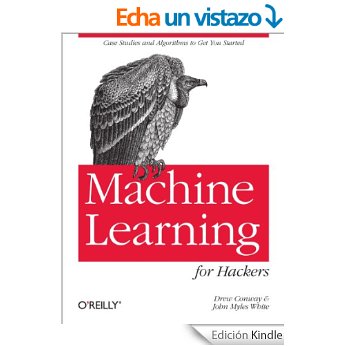 Echa un vistazo
Case Studies and Algorithms to Get You Started
Machine
Learning
for Hackers
Drew Conway &
John Myles White
O'REILLY®
Edición Kindle